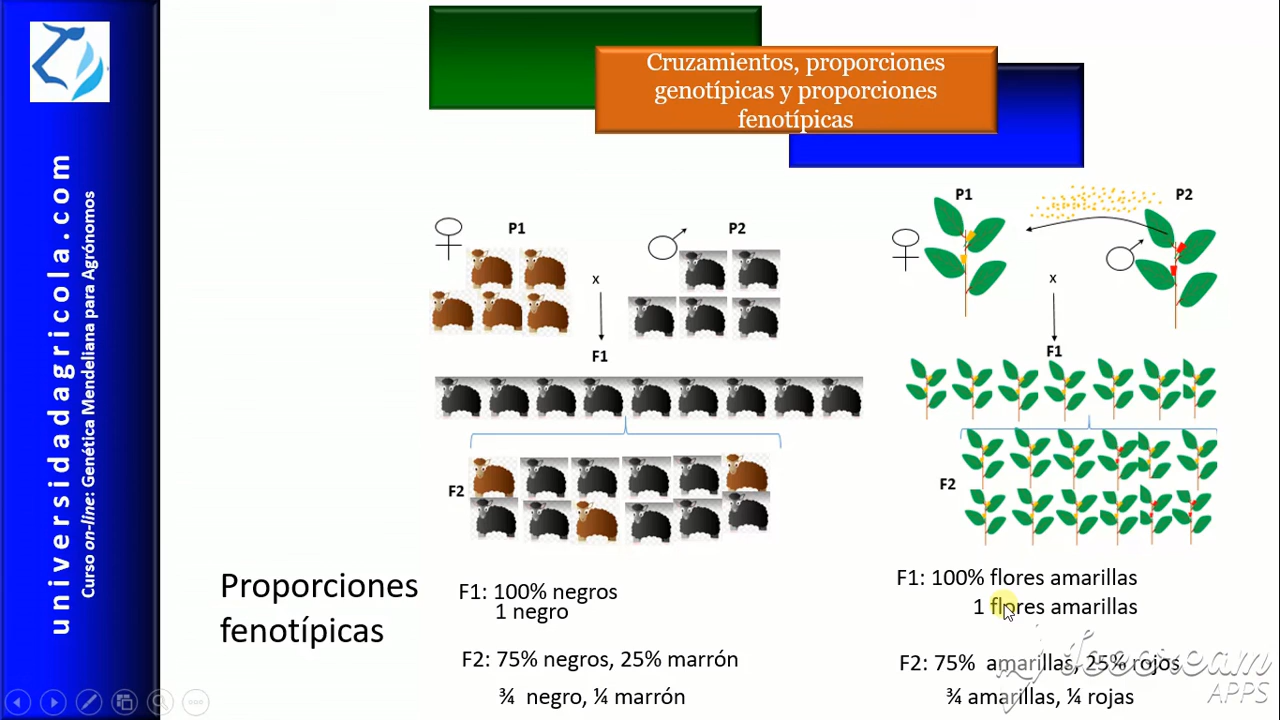 universidadagricola.com
Curso on-line: Genética Mendeliana para Agrónomos
Cruzamientos, proporciones
genotípicas y proporciones
fenotípicas
P1
P2
x
F1
F2
P1
P2
x
F1
F2
Proporciones
fenotípicas
F1: 100% negros
1 negro
F2: 75% negros, 25% marrón
¾ negro, ¼ marrón
F1: 100% flores amarillas
1 flores amarillas
F2: 75% amarillas, 25% rojos
¾ amarillas, ¼ rojas
APPS